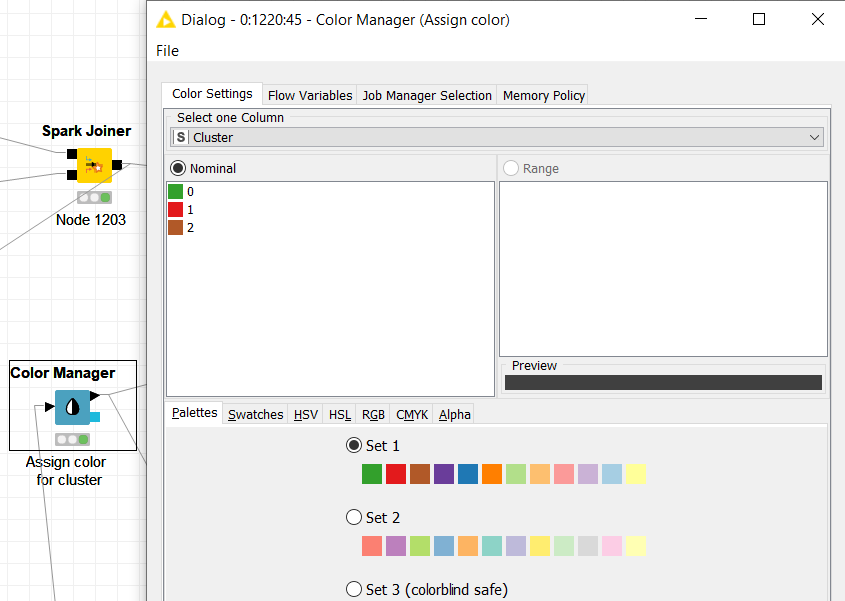 Dialog - 0:1220:45 - Color Manager (Assign color)
File
Color Settings Flow Variables Job Manager Selection Memory Policy
Select one Column
S Cluster
Nominal Range
0
1
2
Preview
Palettes Swatches HSV HSL RGB CMYK Alpha
Set 1
Set 2
Set 3 (colorblind safe)
Spark Joiner
Node 1203
Color Manager
Assign color
for cluster